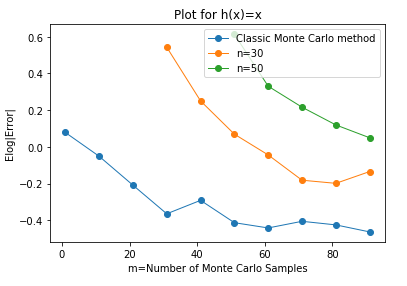 Plot for h(x)=x
Classic Monte Carlo method
n=30
n=50
Elog|Error|
0.6
0.4
0.2
0.0
−0.2
−0.4
0 20 40 60 80
m=Number of Monte Carlo Samples